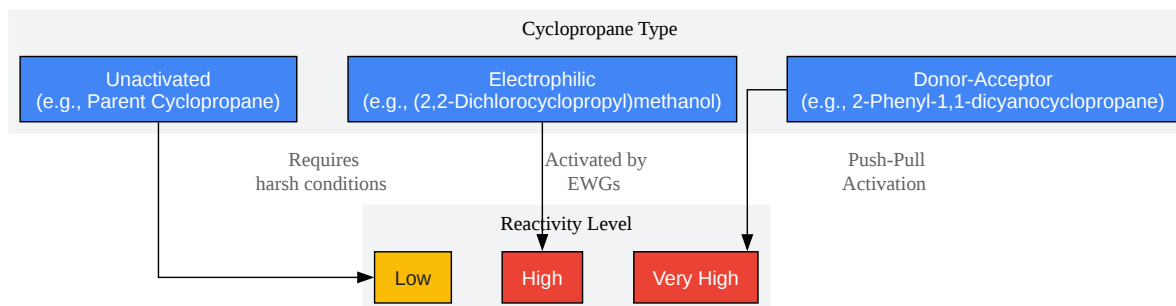 Cyclopropane Type
Unactivated
(e.g., Parent Cyclopropane)
Electrophilic
(e.g., (2,2-Dichlorocyclopropyl)methanol)
Donor-Acceptor
(e.g., 2-Phenyl-1,1-dicyanocyclopropane)
Requires
harsh conditions
Activated by
EWGs
Push-Pull
Activation
Reactivity Level
Low
High
Very High